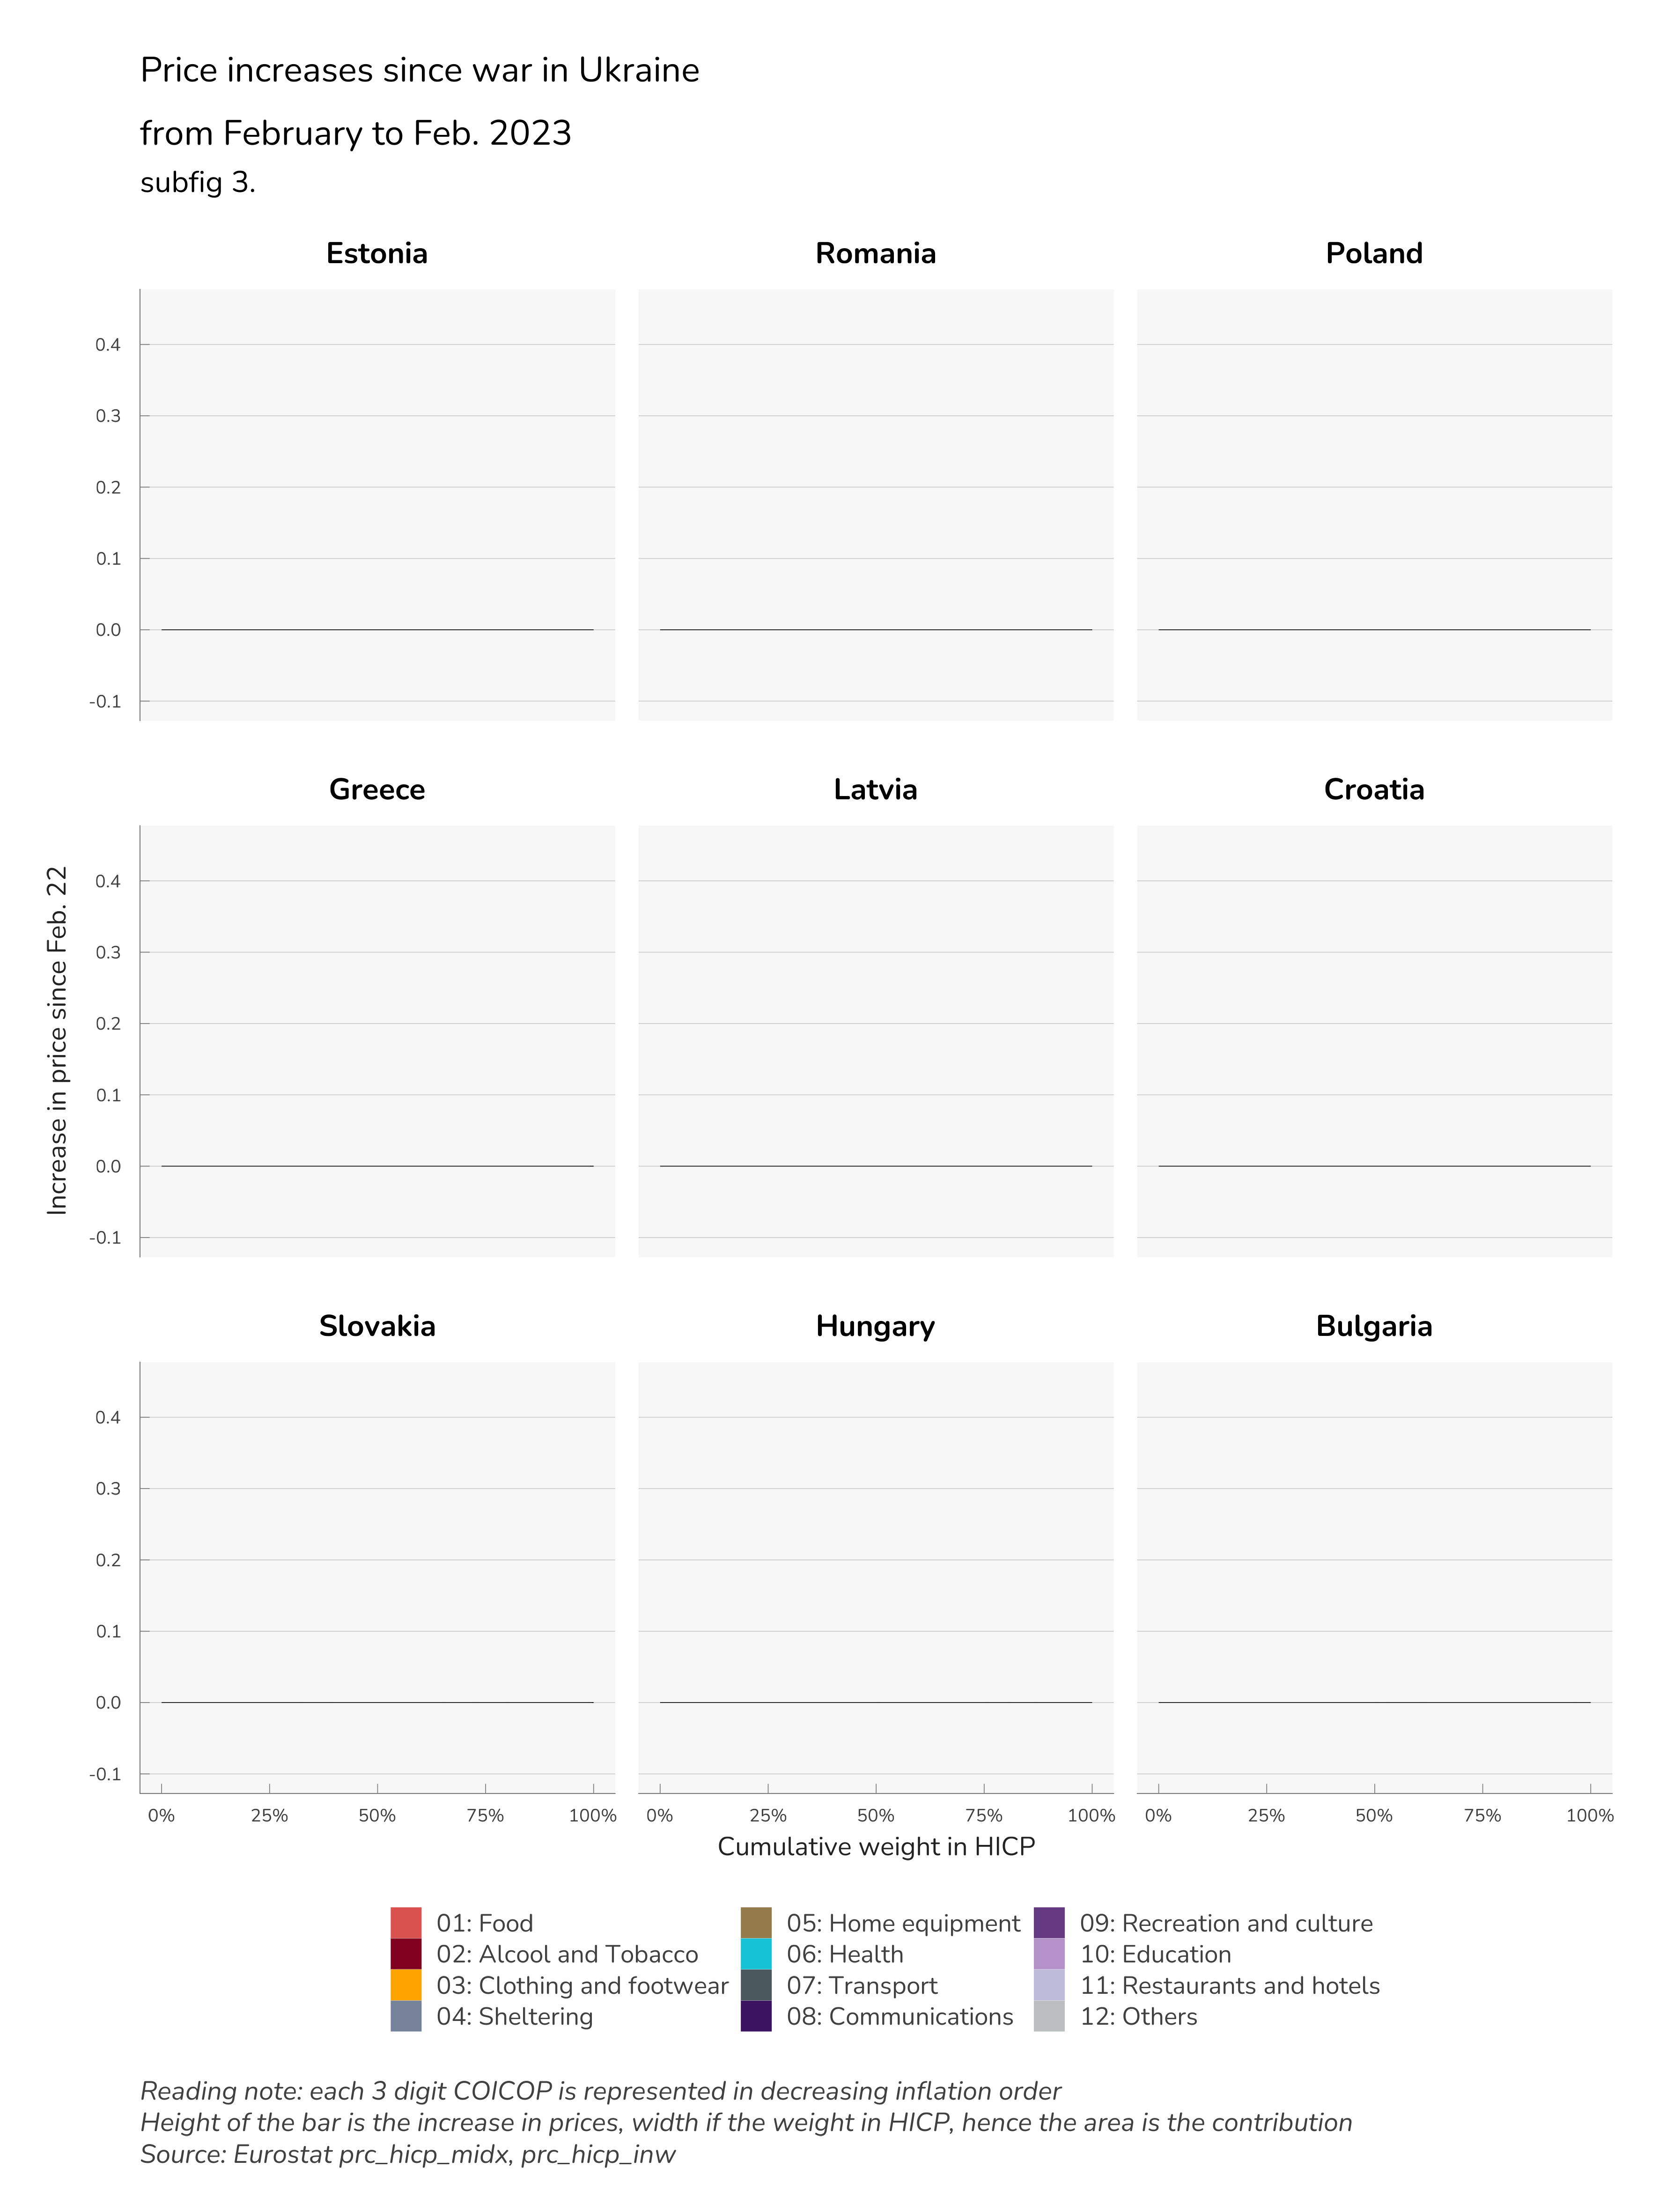 Price increases since war in Ukraine
from February to Feb. 2023
subfig 3.
Estonia
Romania
Poland
0.4
0.3
0.2
0.1
0.0
-0.1
Greece
Latvia
Croatia
Increase in price since Feb. 22
0.4
0.3
0.2
0.1
0.0
-0.1
Slovakia
Hungary
Bulgaria
0.4
0.3
0.2
0.1
0.0
-0.1
0% 25% 50% 75% 100% 0% 25% 50% 75% 100% 0% 25% 50% 75% 100%
Cumulative weight in HICP
01: Food
02: Alcool and Tobacco
03: Clothing and footwear
04: Sheltering
05: Home equipment
06: Health
07: Transport
08: Communications
09: Recreation and culture
10: Education
11: Restaurants and hotels
12: Others
Reading note: each 3 digit COICOP is represented in decreasing inflation order
Height of the bar is the increase in prices, width if the weight in HICP, hence the area is the contribution
Source: Eurostat prc_hicp_midx, prc_hicp_inw